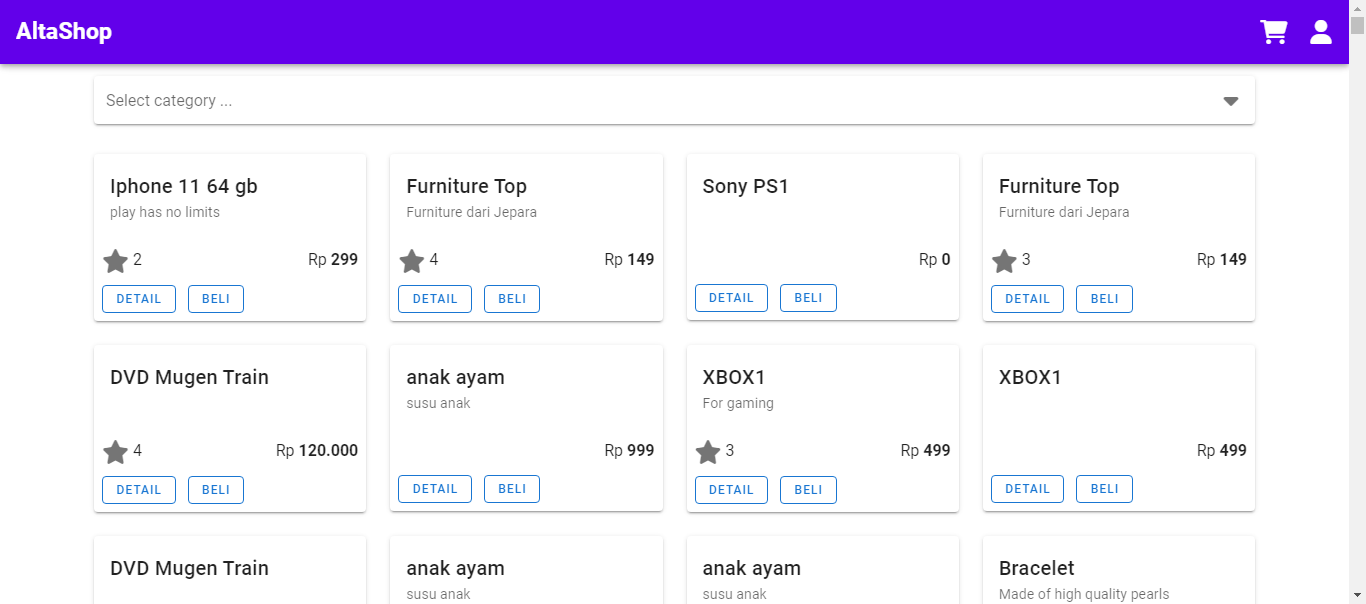 AltaShop
Select category ...
Iphone 11 64 gb
play has no limits
2
Rp 299
DETAIL
BELI
Furniture Top
Furniture dari Jepara
4
Rp 149
DETAIL
BELI
Sony PS1
Rp 0
DETAIL
BELI
Furniture Top
Furniture dari Jepara
3
Rp 149
DETAIL
BELI
DVD Mugen Train
4
Rp 120.000
DETAIL
BELI
anak ayam
susu anak
Rp 999
DETAIL
BELI
XBOX1
For gaming
3
Rp 499
DETAIL
BELI
XBOX1
Rp 499
DETAIL
BELI
DVD Mugen Train
anak ayam
susu anak
anak ayam
susu anak
Bracelet
Made of high quality pearls